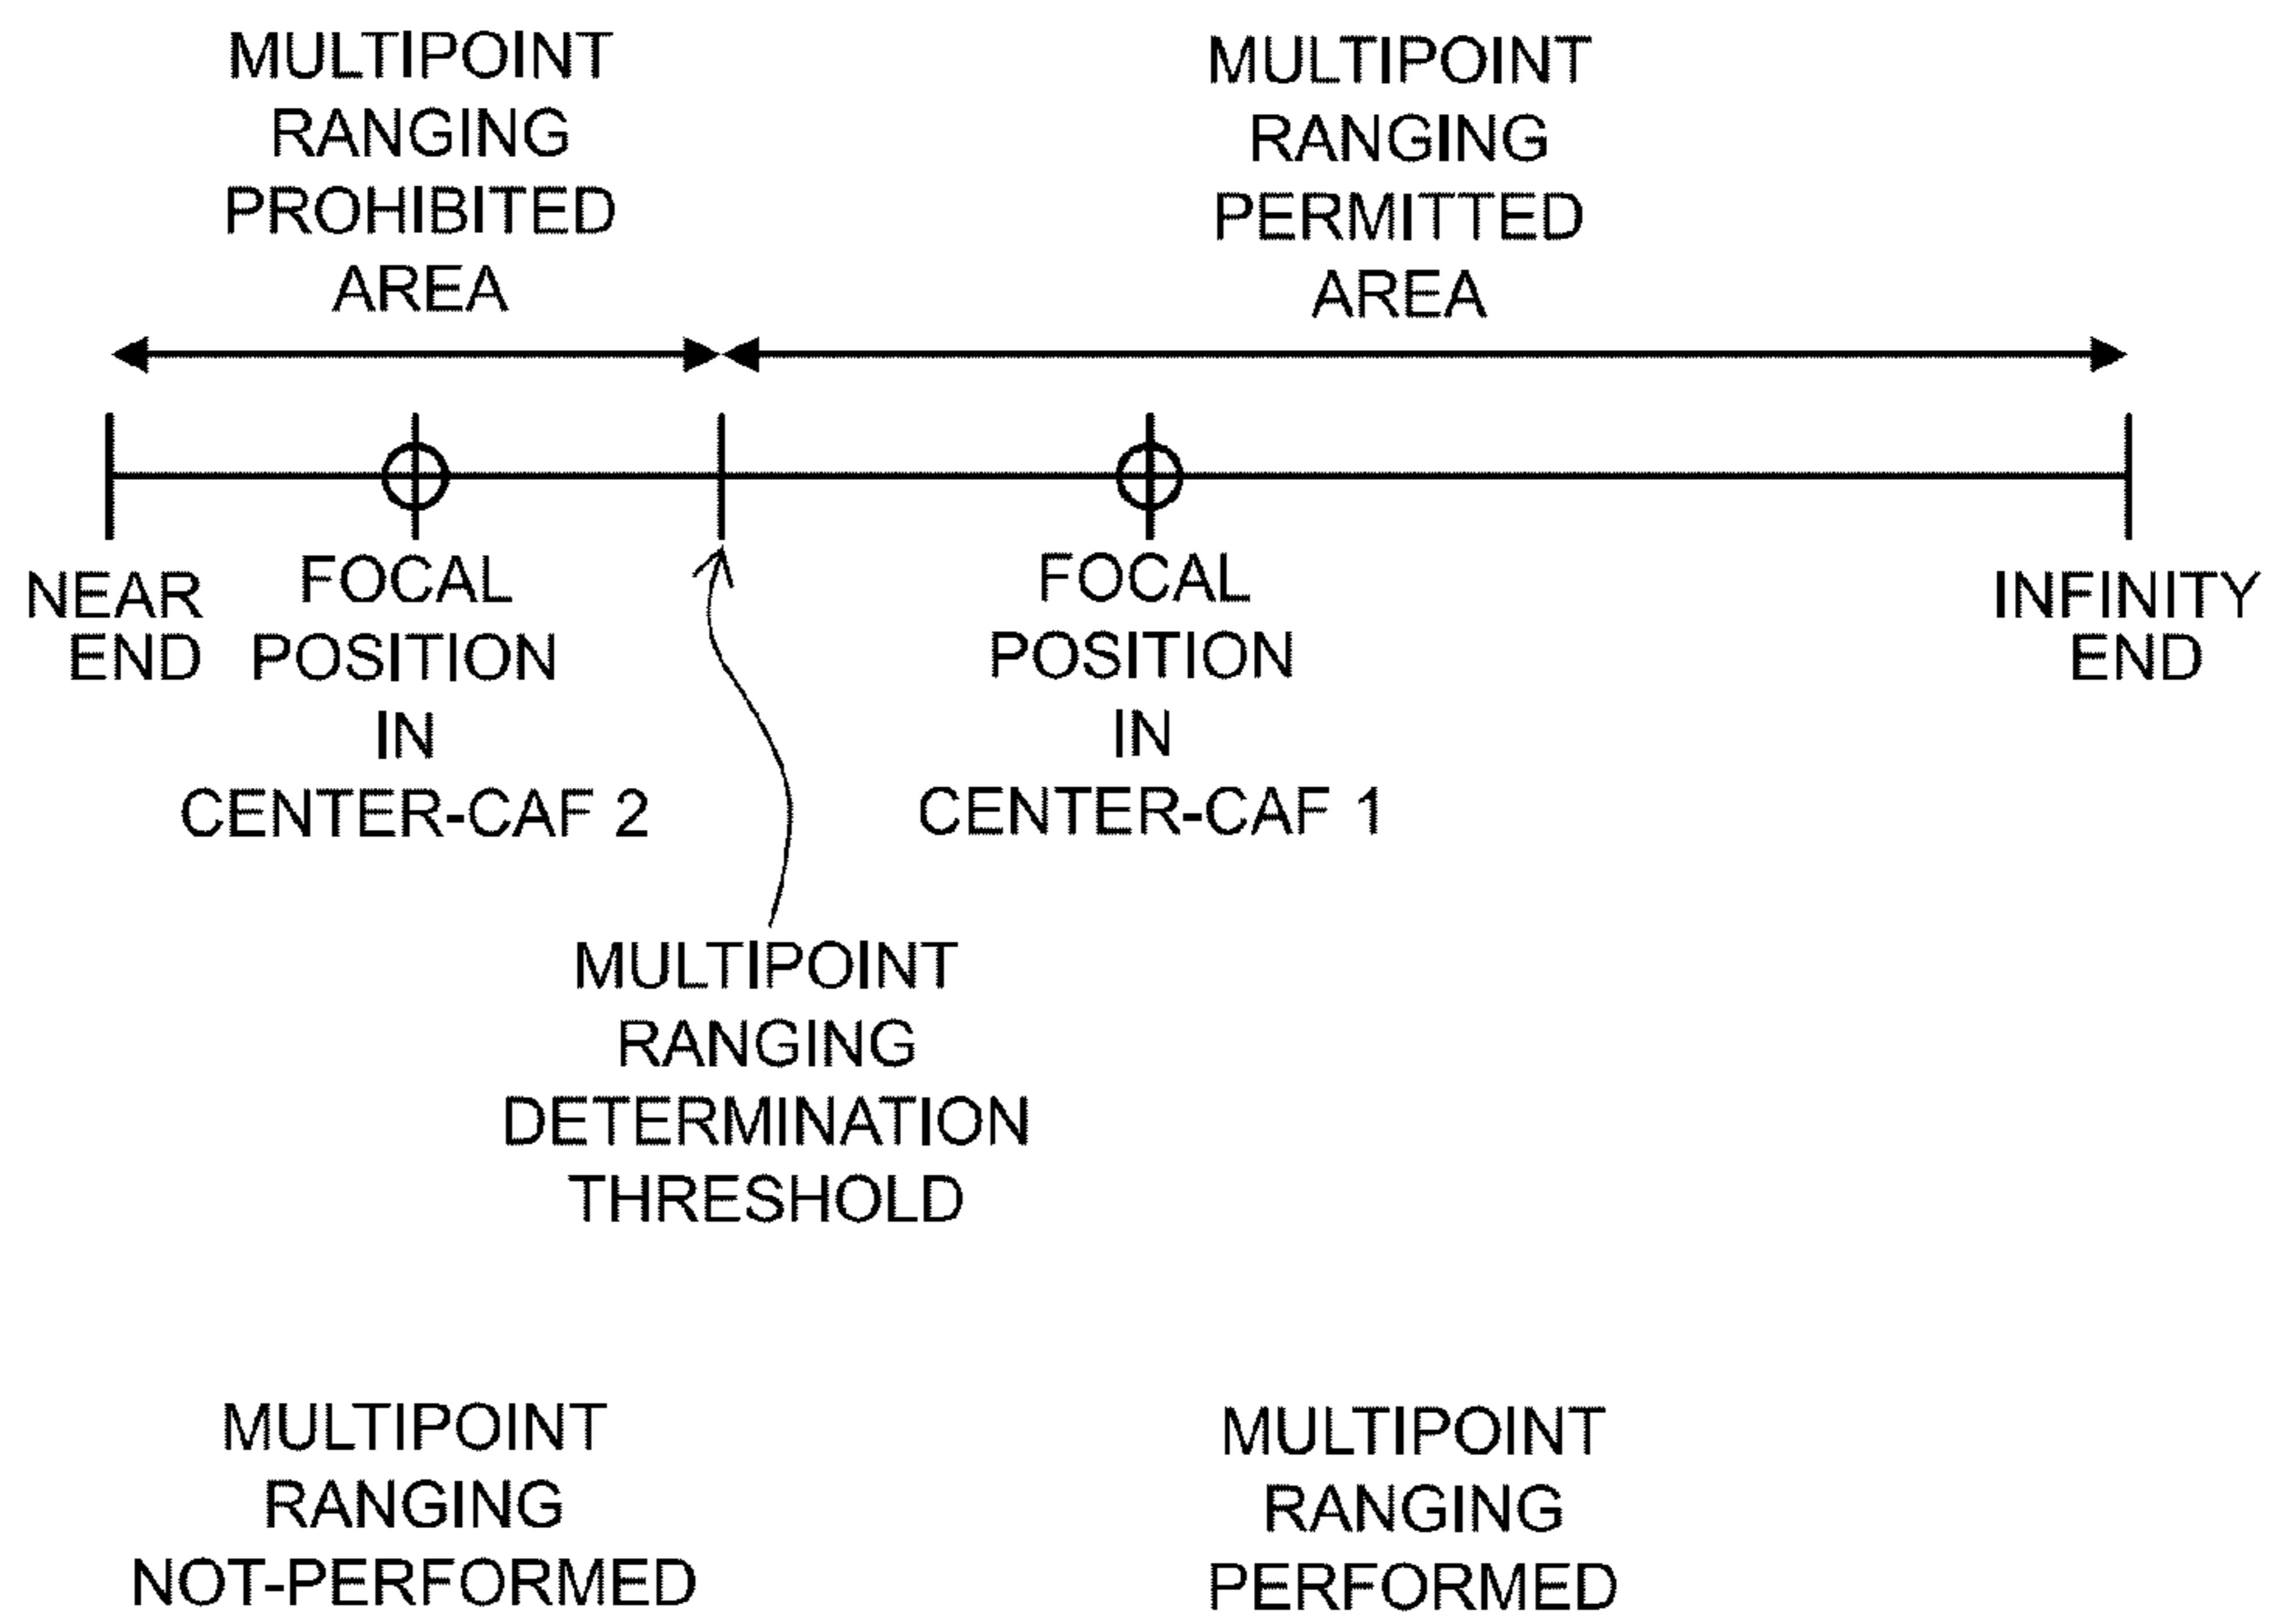 MULTIPOINT
RANGING
PROHIBITED
AREA
MULTIPOINT
RANGING
PERMITTED
AREA
NEAR
END
FOCAL
POSITION
IN
CENTER-CAF 2
FOCAL
POSITION
IN
CENTER-CAF 1
INFINITY
END
MULTIPOINT
RANGING
DETERMINATION
THRESHOLD
MULTIPOINT
RANGING
NOT-PERFORMED
MULTIPOINT
RANGING
PERFORMED